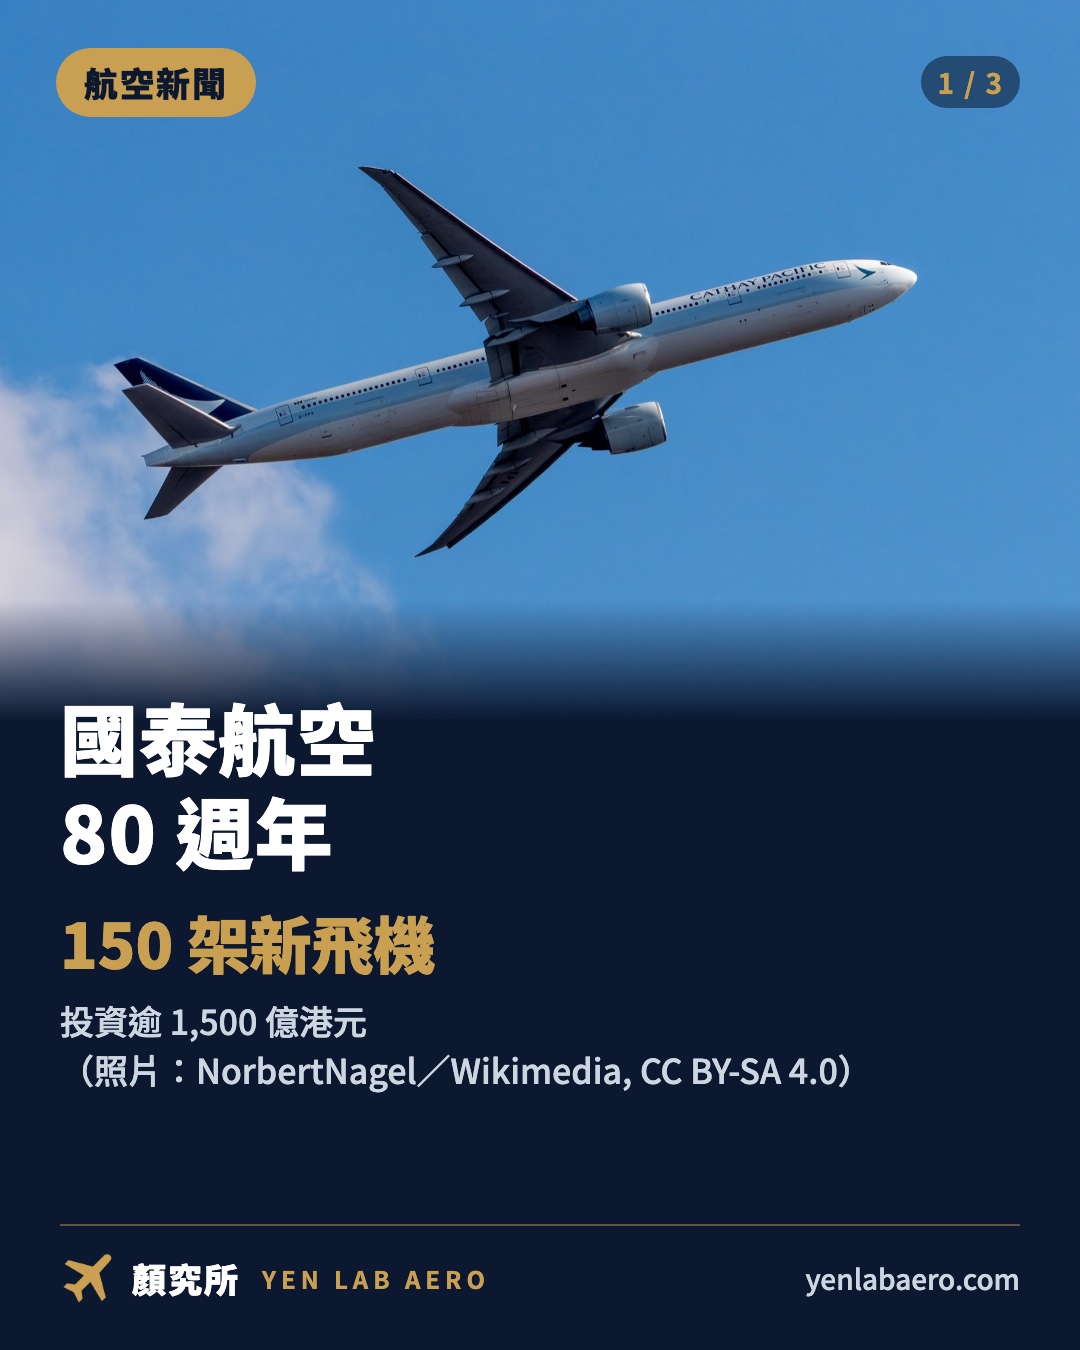 航空新聞
1 / 3
CATHAY PACIFIC
國泰航空
80 週年
150 架新飛機
投資逾 1,500 億港元
（照片：NorbertNagel／Wikimedia, CC BY-SA 4.0）
顏究所 YEN LAB AERO
yenlabaero.com